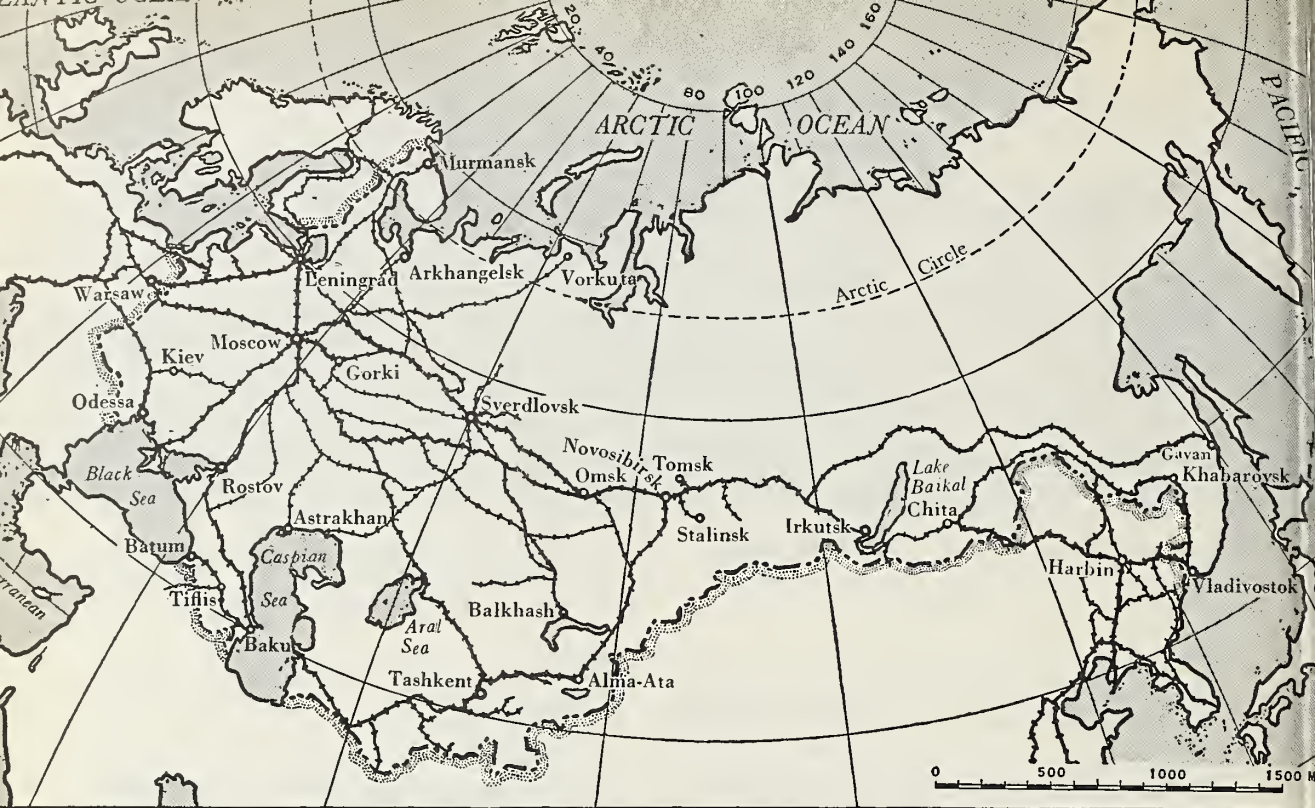 20
40
80
100
120
140
160
ARCTIC OCEAN
PACIFIC
Murmansk
Leningrad
Arkhangelsk
Vorkuta
Arctic Circle
Warsaw
Moscow
Kiev
Gorki
Odessa
Sverdlovsk
Black
Sea
Rostov
Novosibirsk
Omsk
Tomsk
Stalinsk
Lake
Baikal
Chita
Irkutsk
Gavan
Khabarovsk
Astrakhan
Batum
Caspian
Sea
Tiflis
Baku
Aral
Sea
Balkhash
Harbin
Vladivostok
Tashkent
Alma-Ata
0 500 1000 1500 M